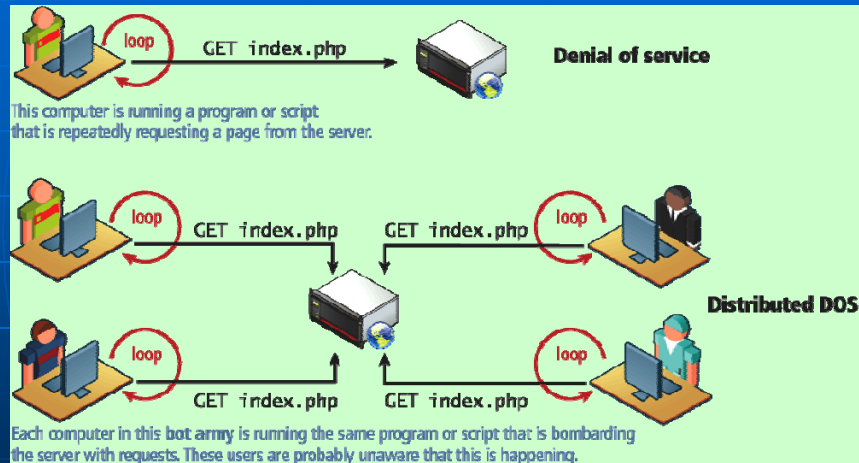 loop
GET index.php
Denial of service
This computer is running a program or script
that is repeatedly requesting a page from the server.
loop
GET index.php
GET index.php
loop
Distributed DOS
loop
GET index.php
GET index.php
loop
Each computer in this bot army is running the same program or script that is bombarding
the server with requests. These users are probably unaware that this is happening.